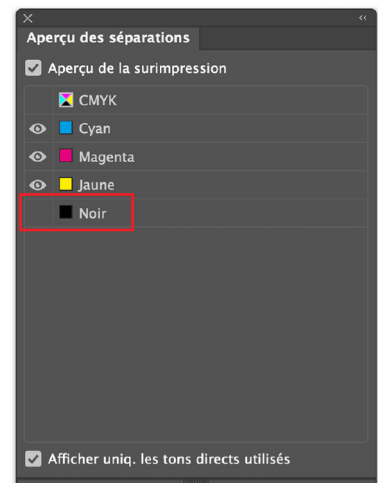 Aperçu des séparations
Aperçu de la surimpression
CMYK
Cyan
Magenta
Jaune
Noir
Afficher uniq. les tons directs utilisés